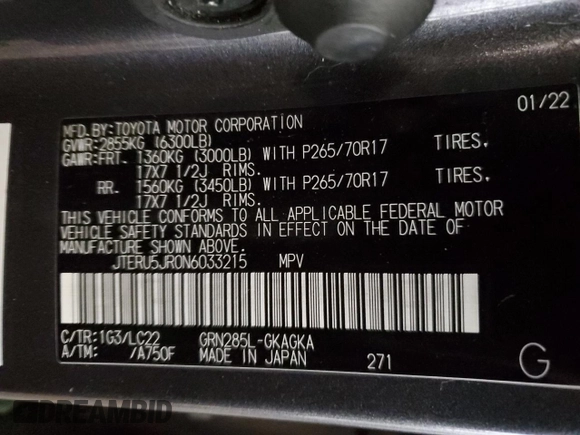 01/22
MFD.BY:TOYOTA MOTOR CORPORATION
GVWR:2855KG (6300LB)
GAWR:FRT. 1360KG (3000LB) WITH P265/70R17 TIRES,
17X7 1/2J RIMS.
RR. 1560KG (3450LB) WITH P265/70R17 TIRES,
17X7 1/2J RIMS.
THIS VEHICLE CONFORMS TO ALL APPLICABLE FEDERAL MOTOR
VEHICLE SAFETY STANDARDS IN EFFECT ON THE DATE OF
MANUFACTURE SHOWN ABOVE.
JTERU5JR0N6033215 MPV
C/TR:1G3/LC22 GRN285L-GKAGKA
A/TM: /A750F MADE IN JAPAN 271 G
DREAMBID